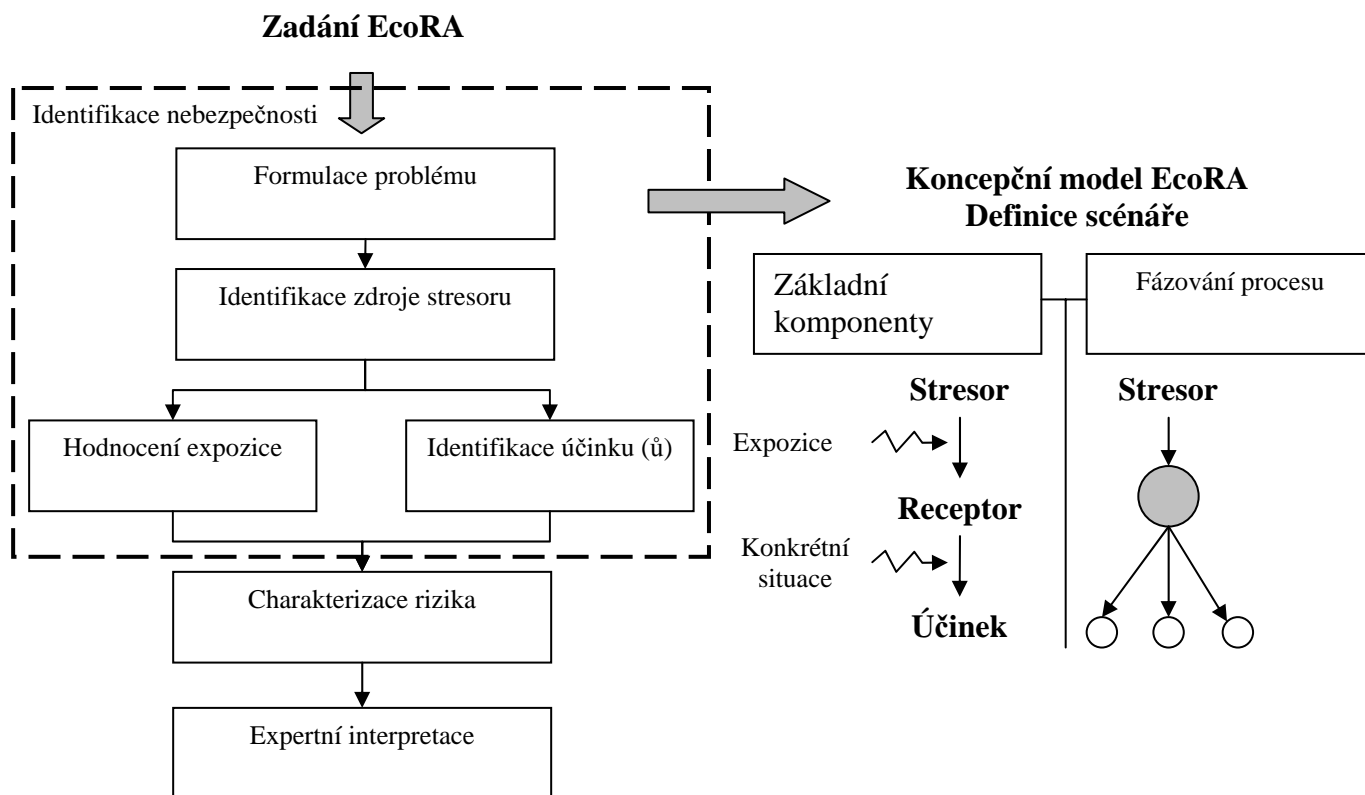 Zadání EcoRA
Identifikace nebezpečnosti
Formulace problému
Identifikace zdroje stresoru
Hodnocení expozice
Identifikace účinku (ů)
Charakterizace rizika
Expertní interpretace
Koncepční model EcoRA
Definice scénáře
Základní
komponenty
Fázování procesu
Stresor
Stresor
Expozice
Receptor
Konkrétní
situace
Účinek